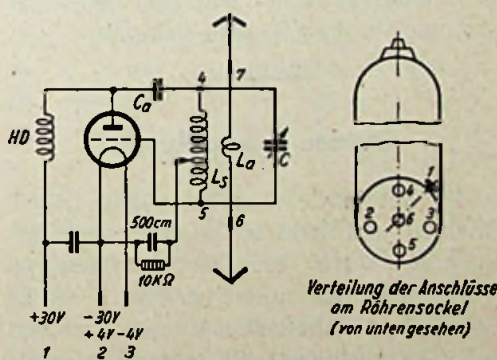 4 7
HD Ca
Ls La C
5 6
500cm
10KΩ
+30V -30V
+4V -4V
1 2 3
4 1
2 6 3
5
Verteilung der Anschlüsse
am Röhrensockel
(von unten gesehen)